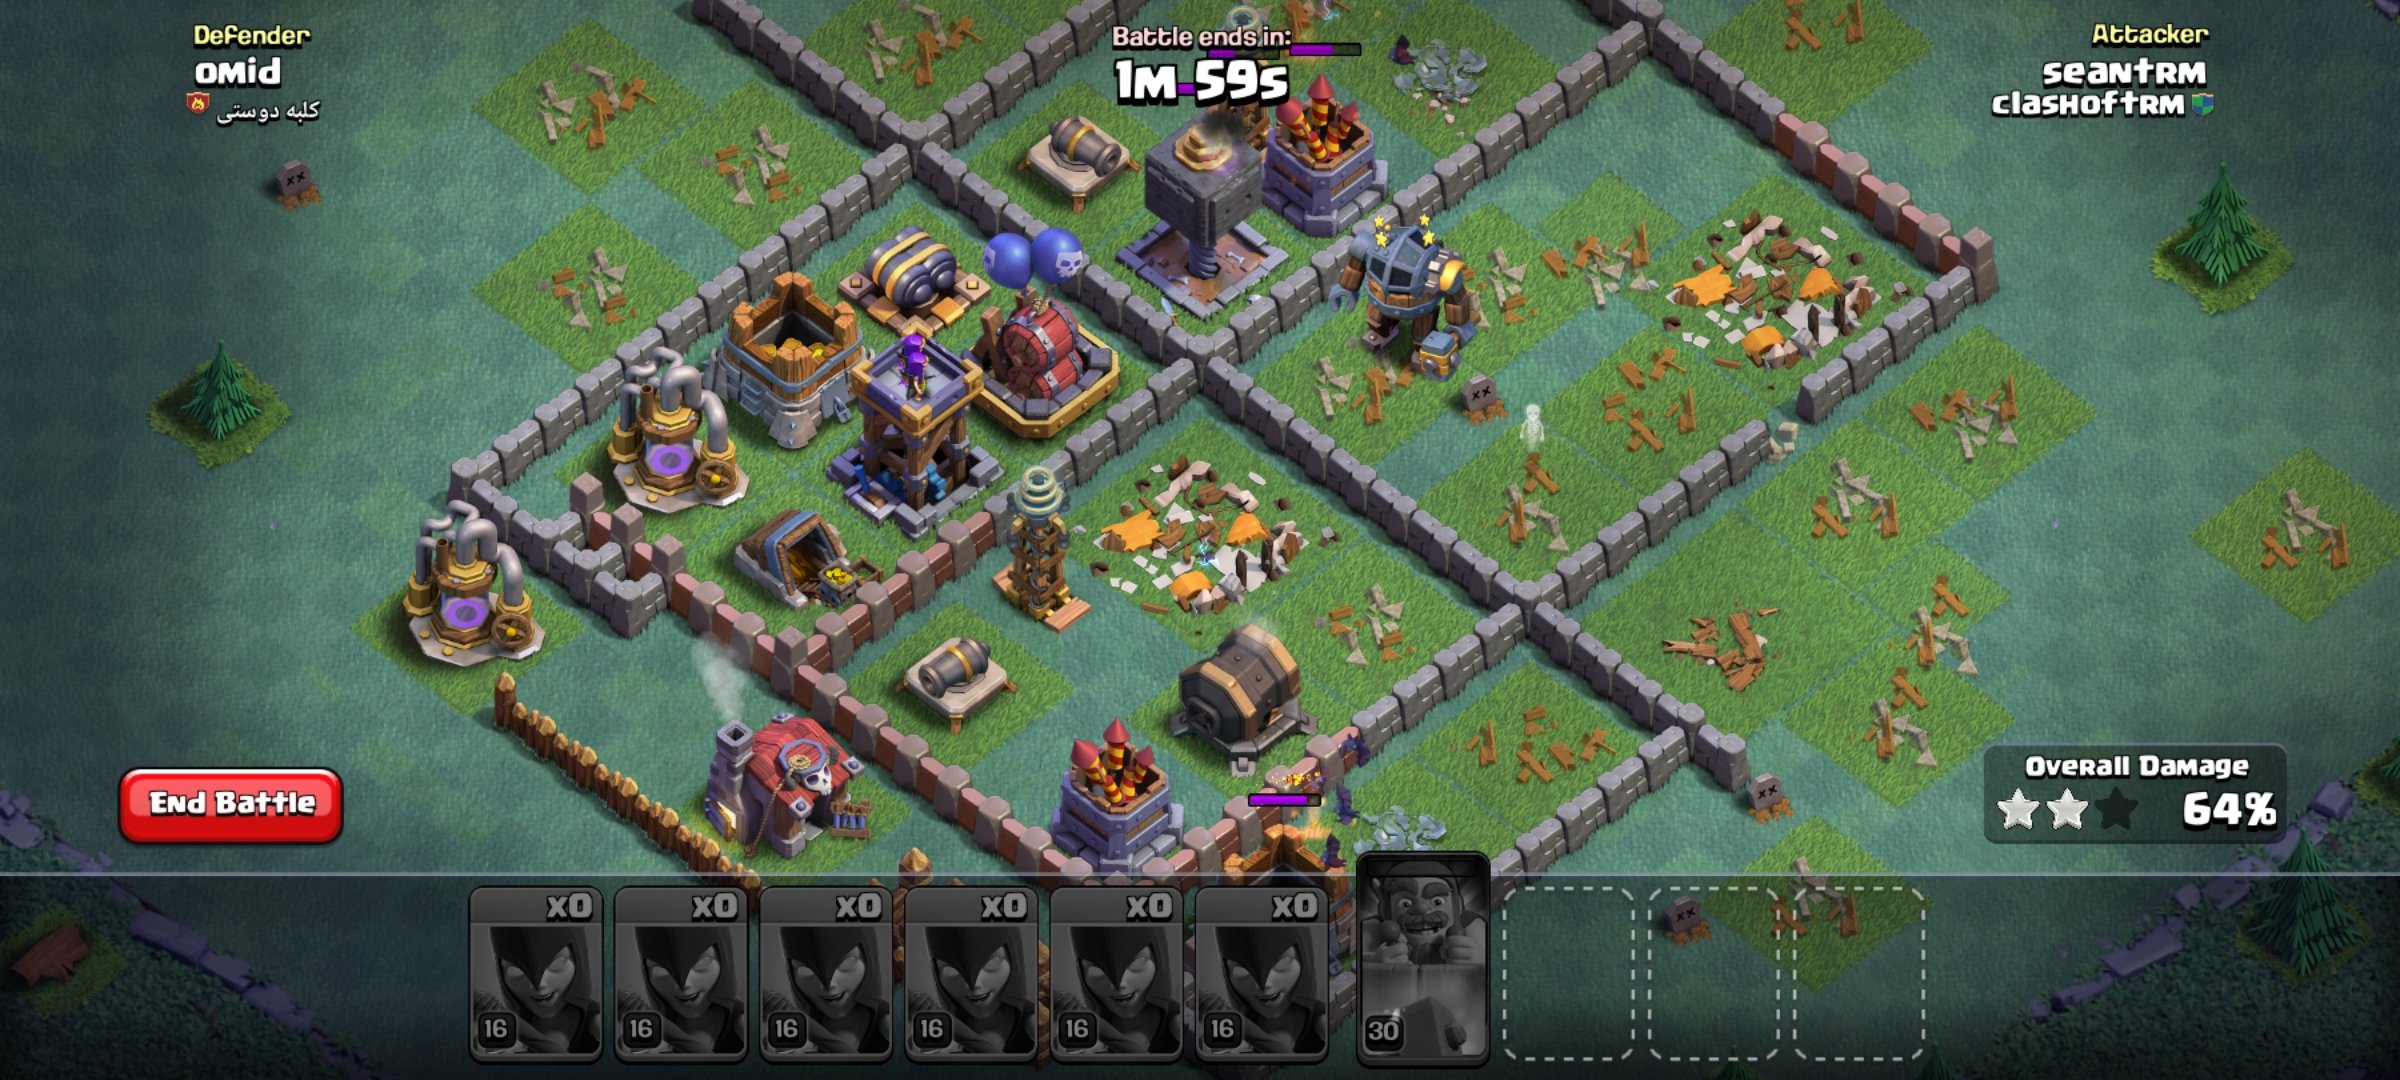 Defender
omid
کلبه دوستی
Battle ends in:
1m 59s
Attacker
seantrm
clashoftrm
End Battle
Overall Damage
64%
x0 x0 x0 x0 x0 x0
16 16 16 16 16 16 30